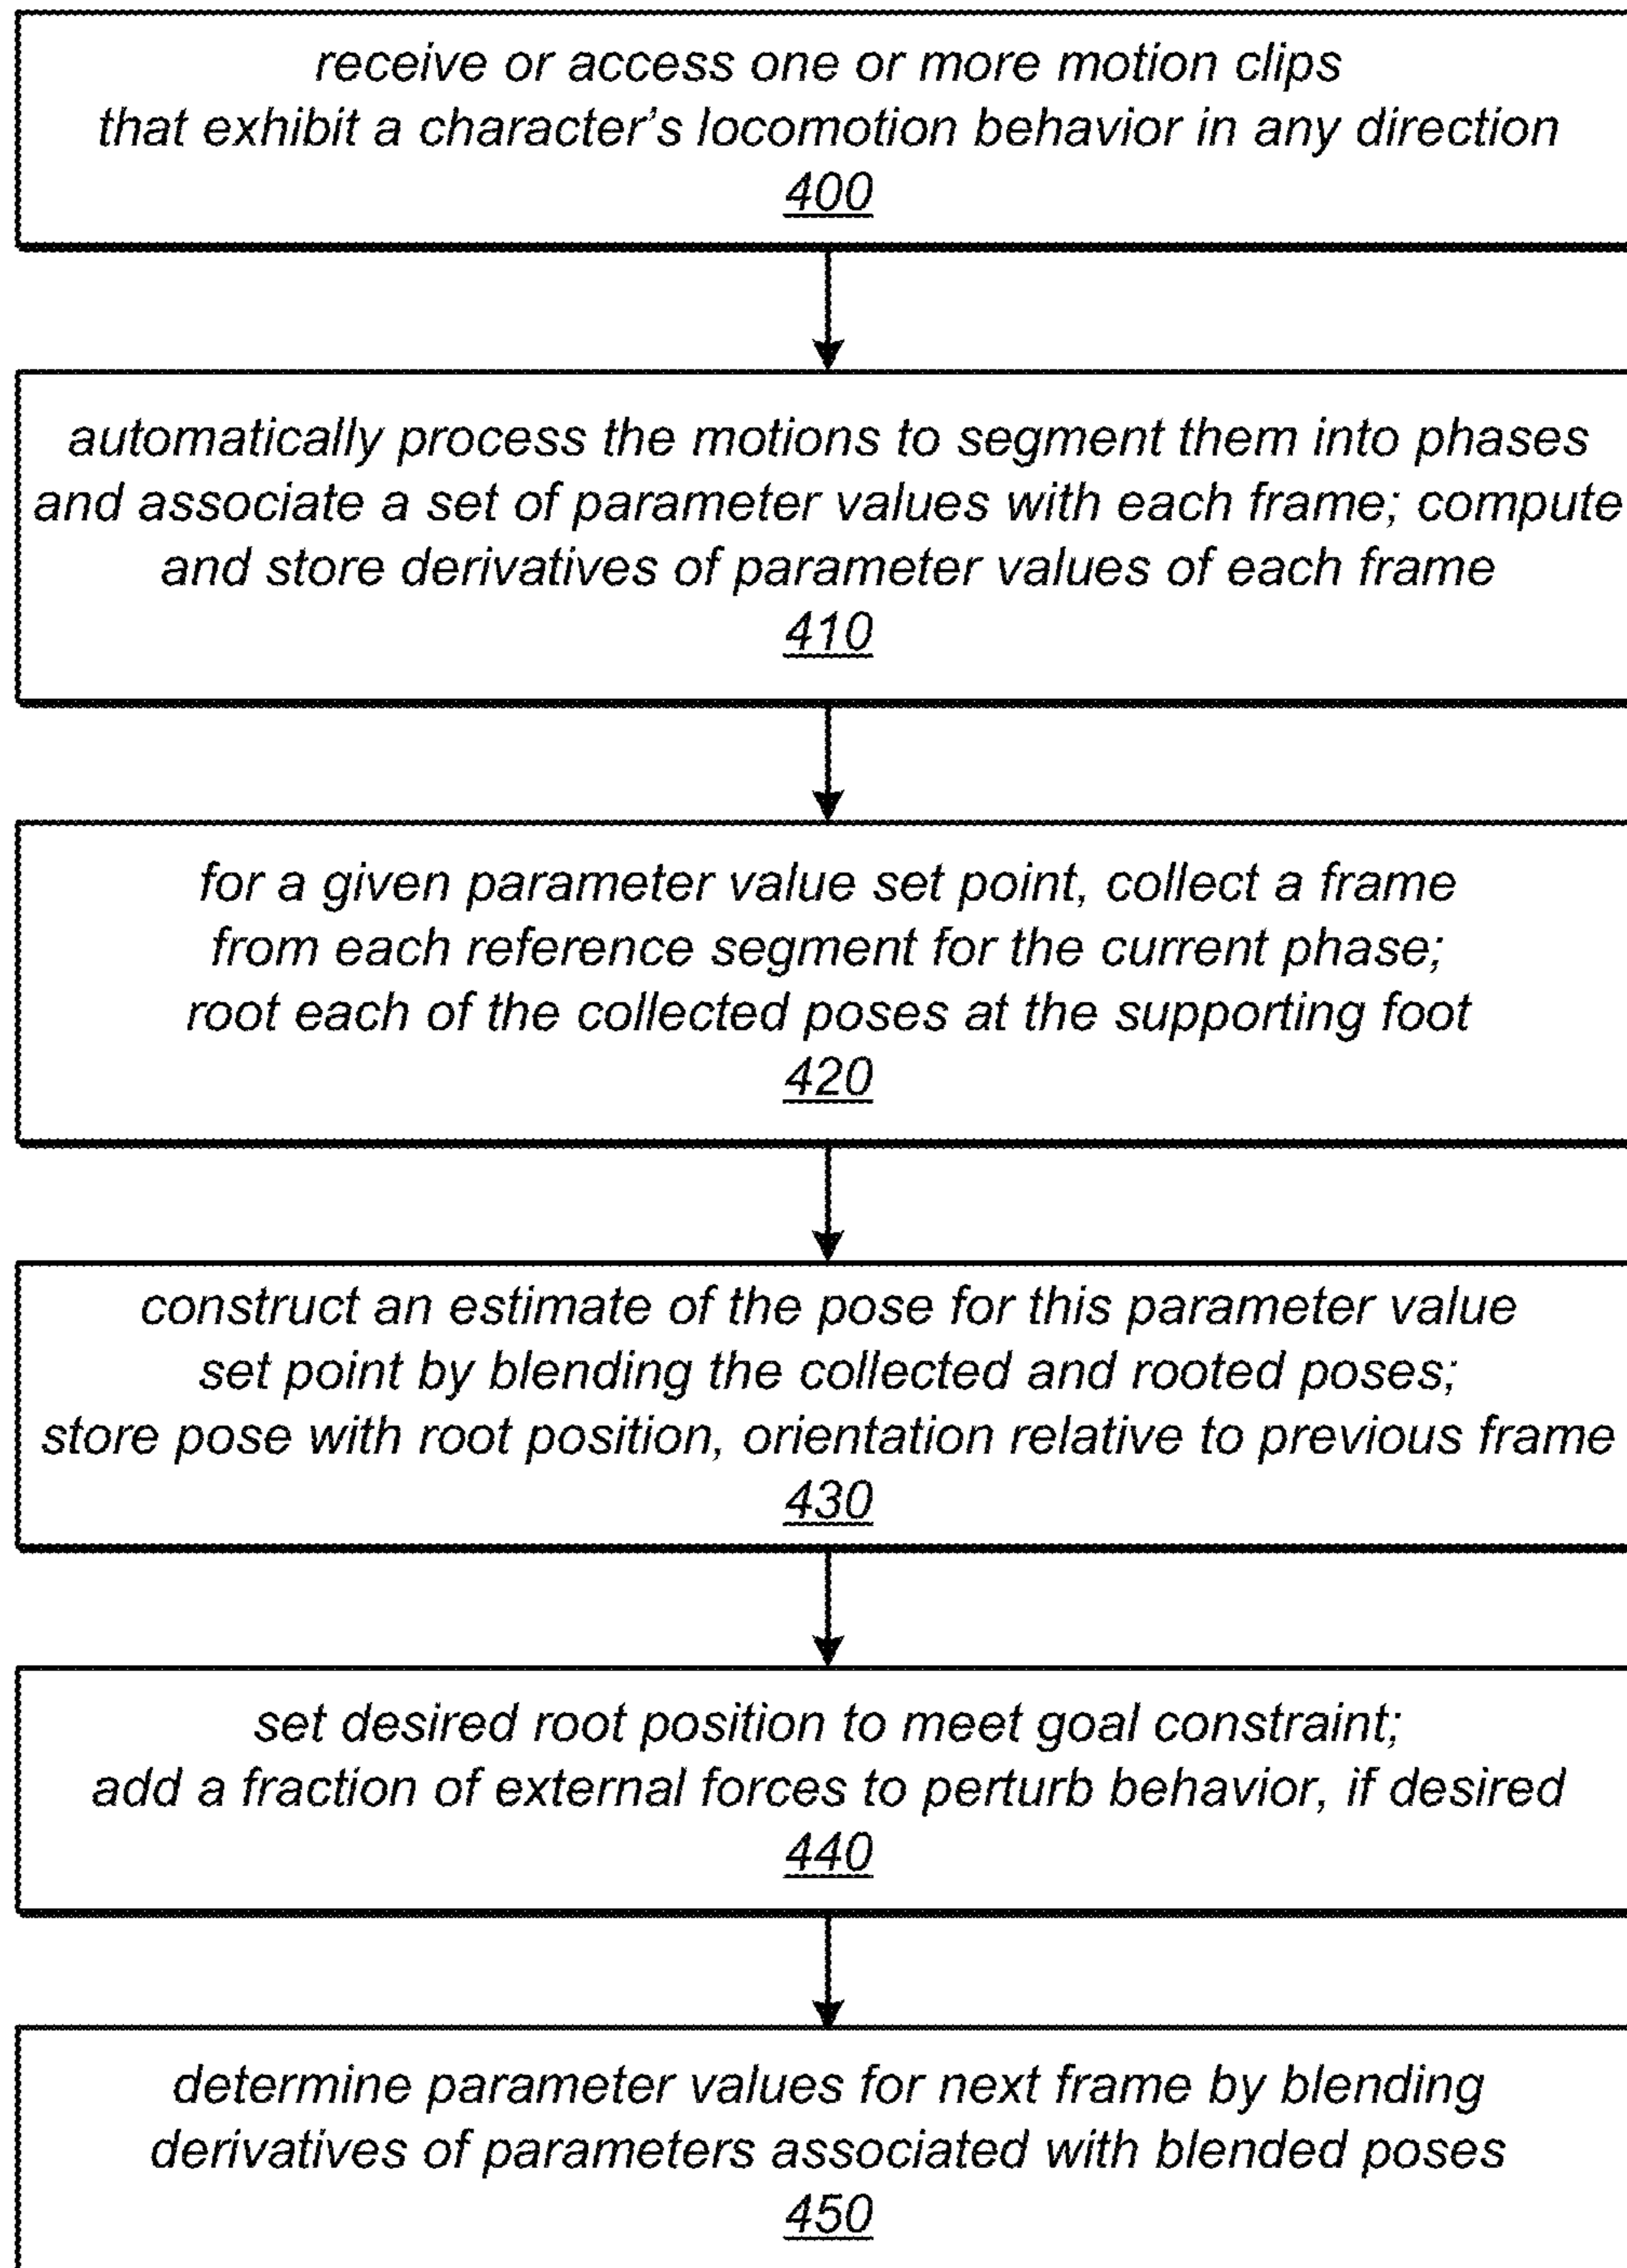 receive or access one or more motion clips
that exhibit a character's locomotion behavior in any direction
400
automatically process the motions to segment them into phases
and associate a set of parameter values with each frame; compute
and store derivatives of parameter values of each frame
410
for a given parameter value set point, collect a frame
from each reference segment for the current phase;
root each of the collected poses at the supporting foot
420
construct an estimate of the pose for this parameter value
set point by blending the collected and rooted poses;
store pose with root position, orientation relative to previous frame
430
set desired root position to meet goal constraint;
add a fraction of external forces to perturb behavior, if desired
440
determine parameter values for next frame by blending
derivatives of parameters associated with blended poses
450